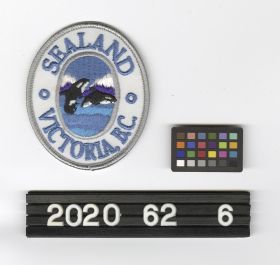 SEALAND
VICTORIA, B.C.
2020 62 6